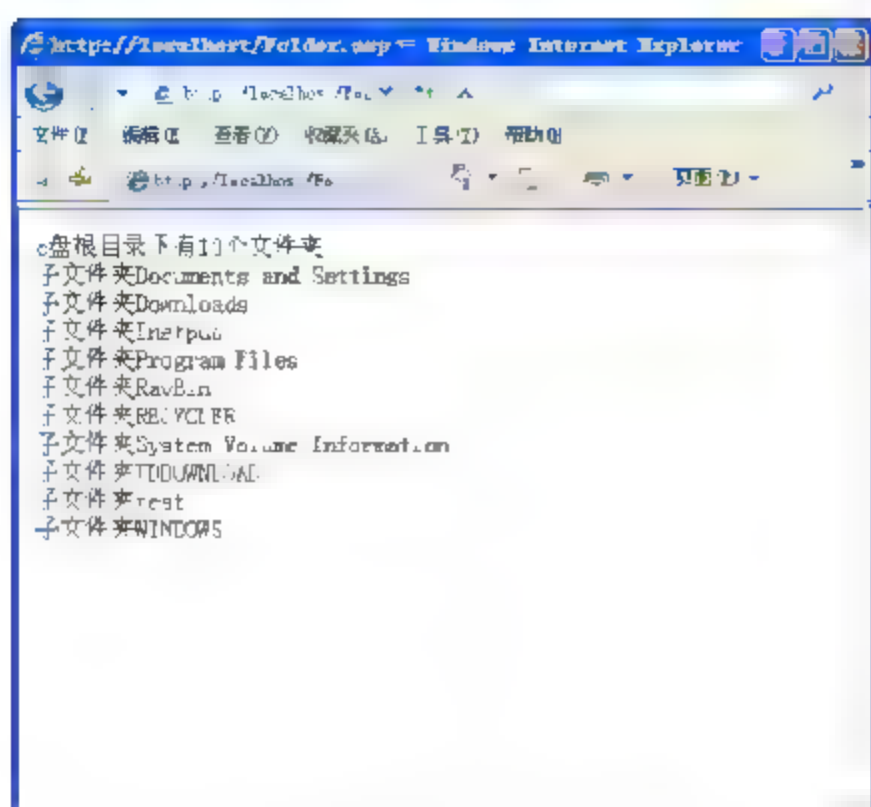 http://localhost/Folder.asp - Windows Internet Explorer
文件(F) 编辑(E) 查看(V) 收藏夹(A) 工具(T) 帮助(H)
页面(P)
c盘根目录下有10个文件夹
子文件夹Documents and Settings
子文件夹Downloads
子文件夹Inetpub
子文件夹Program Files
子文件夹RavBin
子文件夹RECYCLER
子文件夹System Volume Information
子文件夹TDDOWNLOAD
子文件夹Test
子文件夹WINDOWS